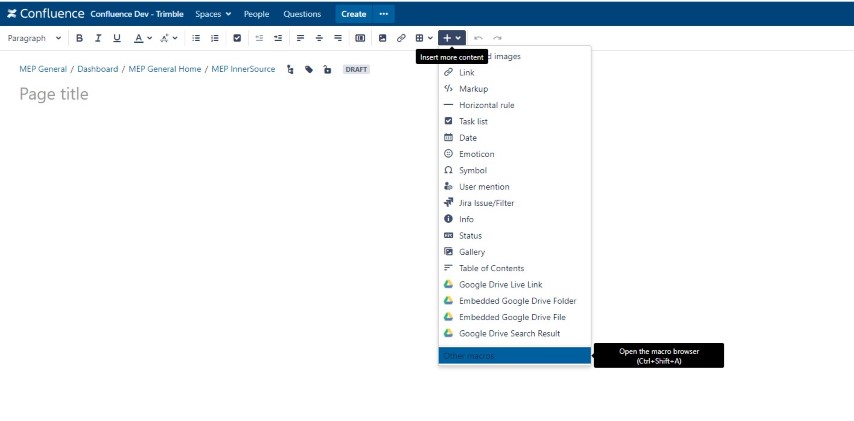 Confluence Confluence Dev - Trimble Spaces People Questions Create
Paragraph B I U A
Insert more content
d images
MEP General / Dashboard / MEP General Home / MEP InnerSource DRAFT
Page title
Link
Markup
Horizontal rule
Task list
Date
Emoticon
Symbol
User mention
Jira Issue/Filter
Info
Status
Gallery
Table of Contents
Google Drive Live Link
Embedded Google Drive Folder
Embedded Google Drive File
Google Drive Search Result
Other macros
Open the macro browser
(Ctrl+Shift+A)